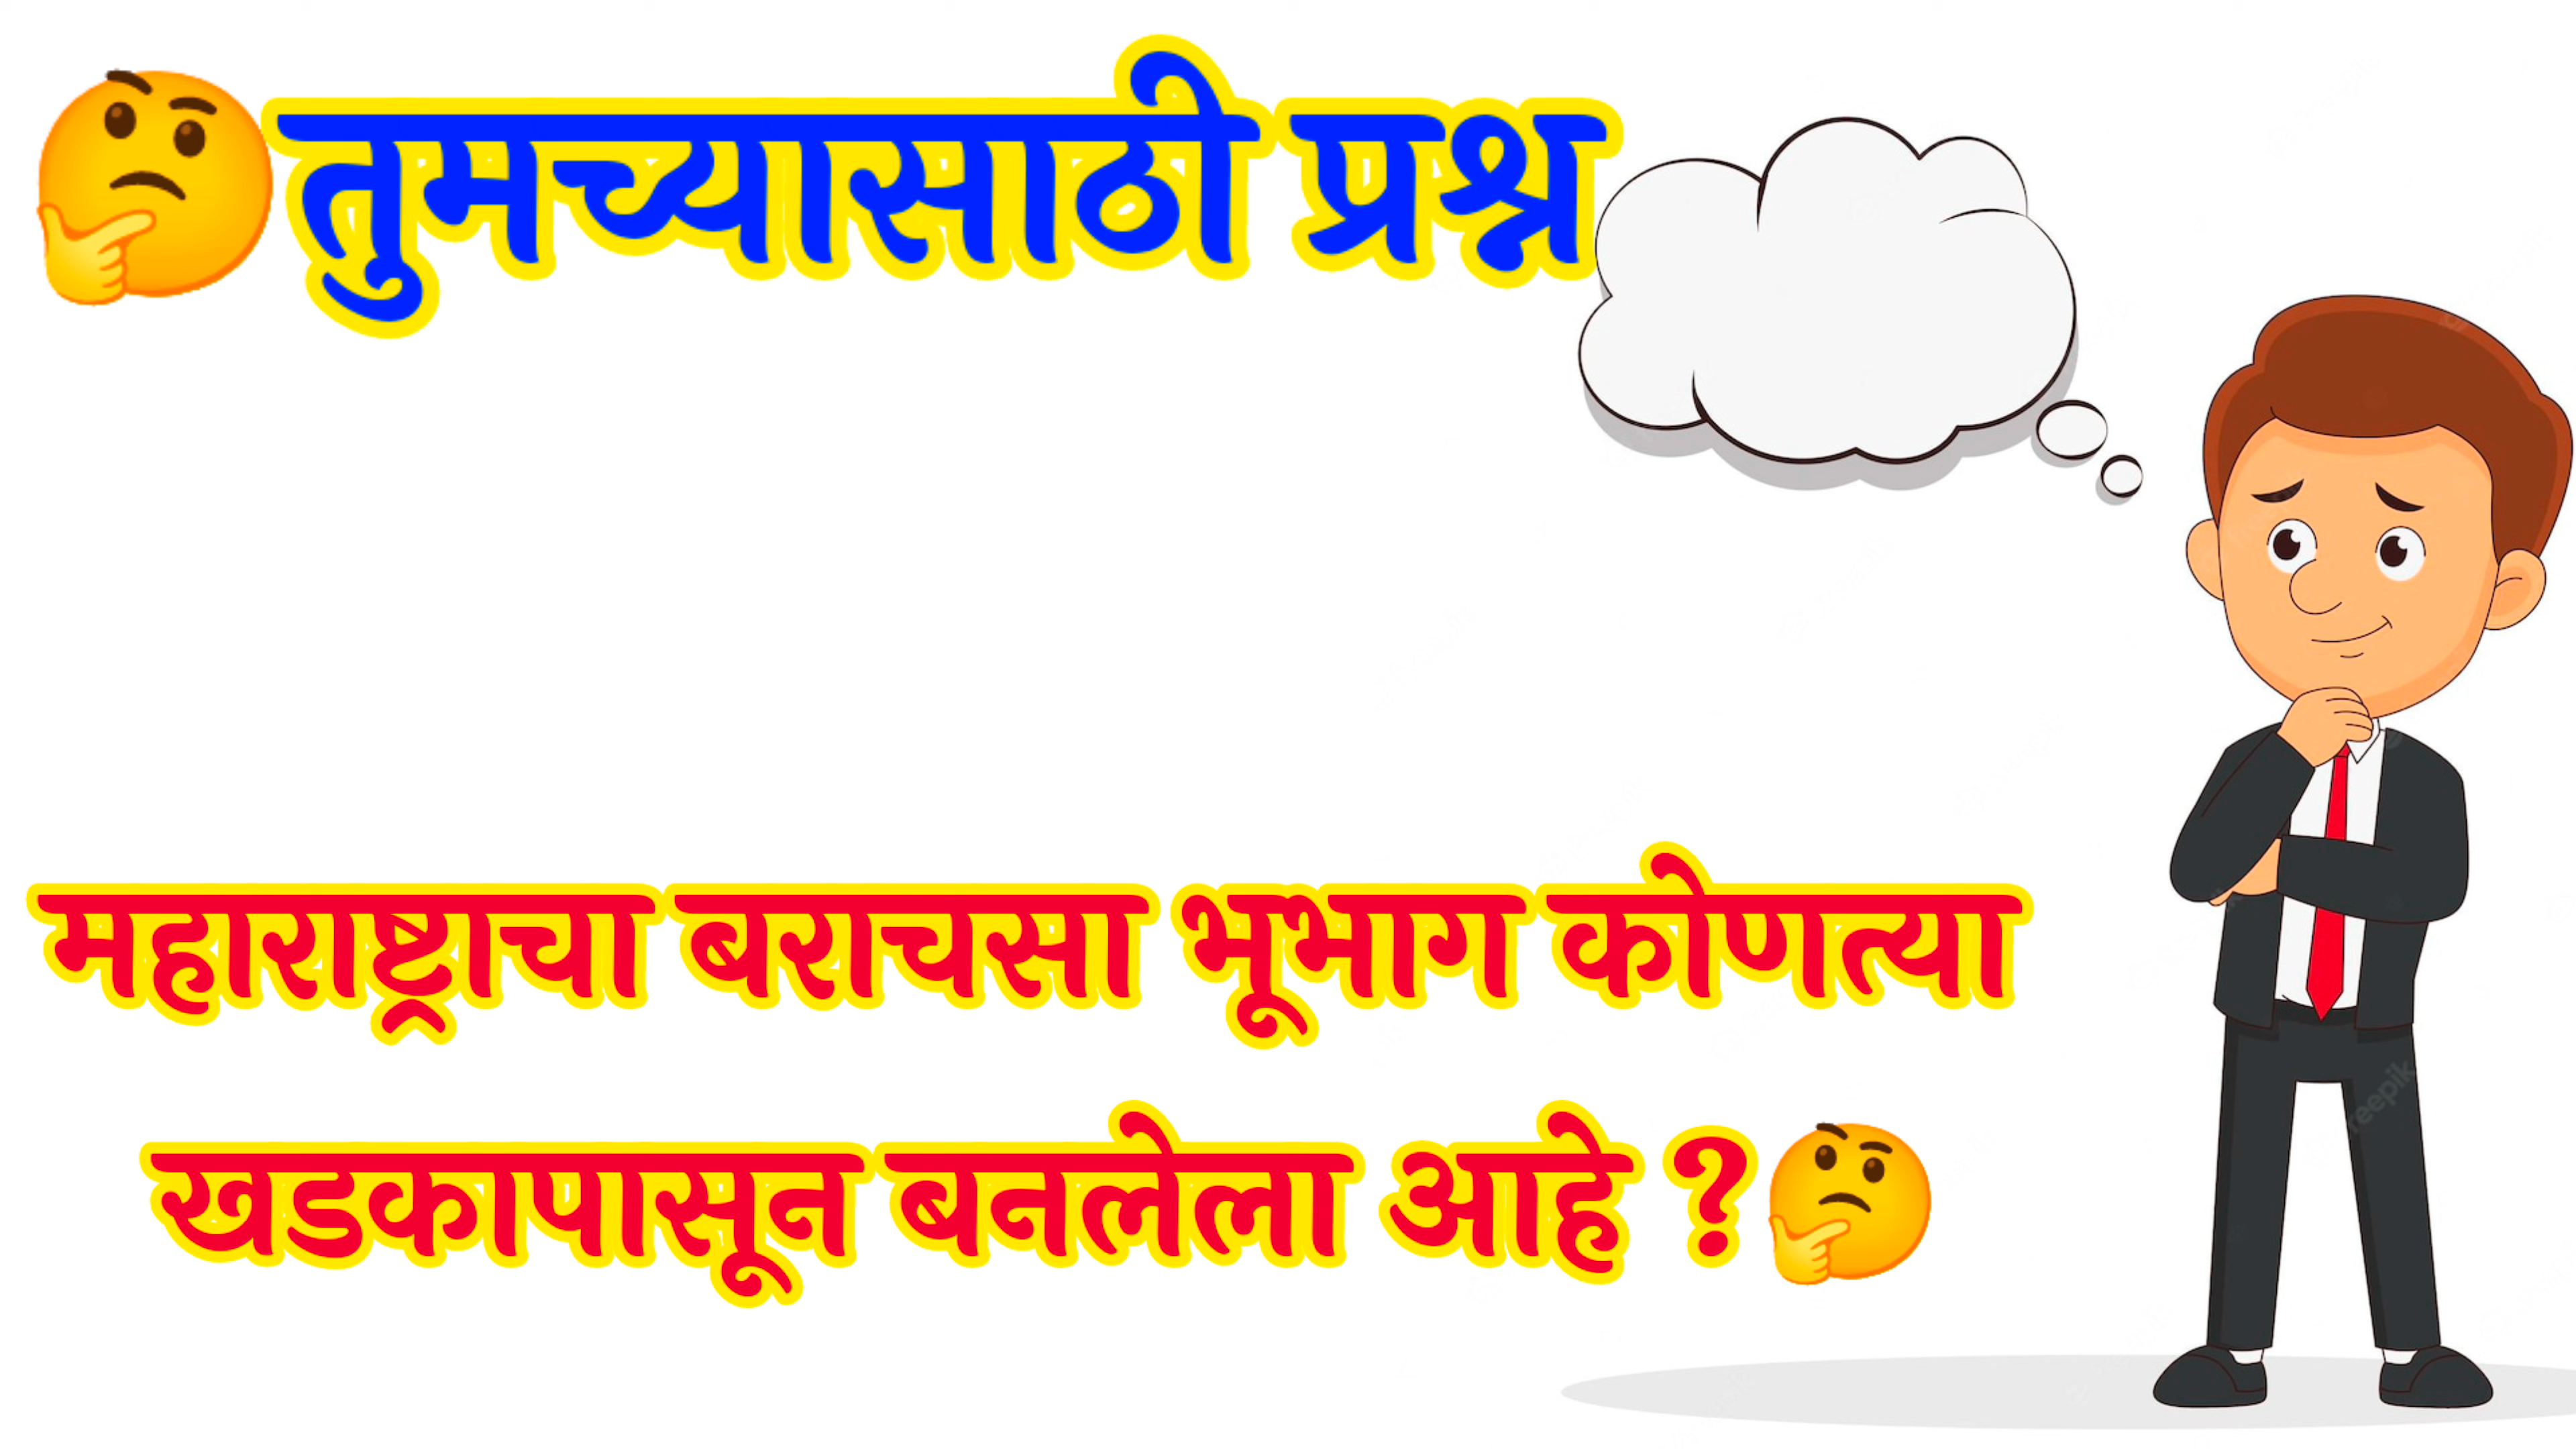 🤔तुमच्यासाठी प्रश्न
महाराष्ट्राचा बराचसा भूभाग कोणत्या
खडकापासून बनलेला आहे ?🤔